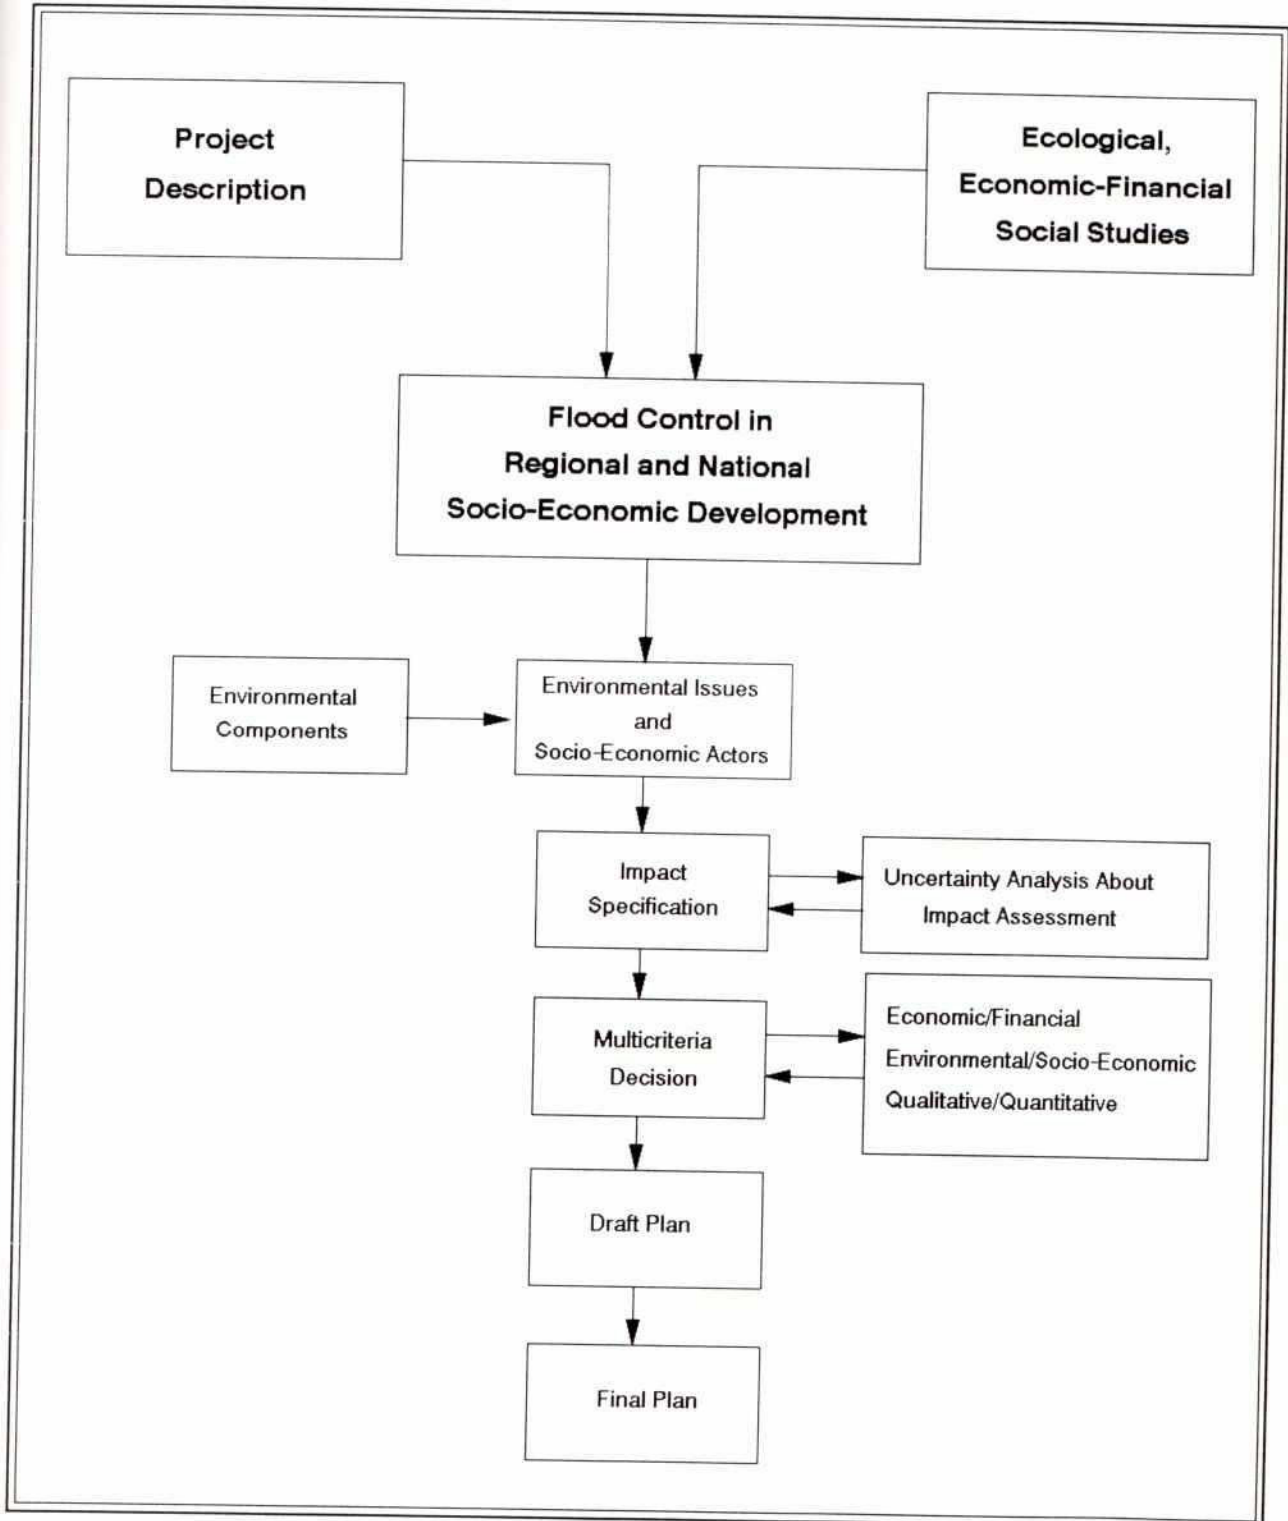 Project
Description
Ecological,
Economic-Financial
Social Studies
Flood Control in
Regional and National
Socio-Economic Development
Environmental
Components
Environmental Issues
and
Socio-Economic Actors
Impact
Specification
Uncertainty Analysis About
Impact Assessment
Multicriteria
Decision
Economic/Financial
Environmental/Socio-Economic
Qualitative/Quantitative
Draft Plan
Final Plan